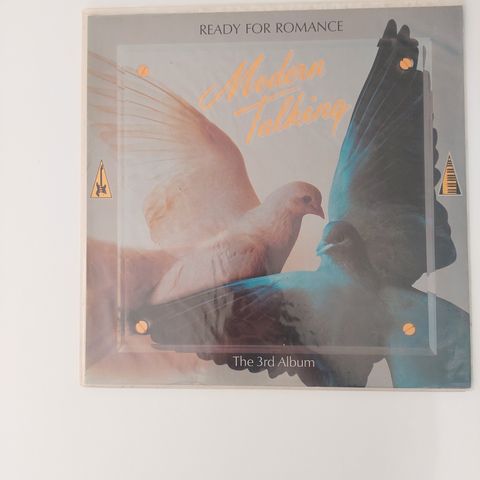 READY FOR ROMANCE
Modern
Talking
The 3rd Album